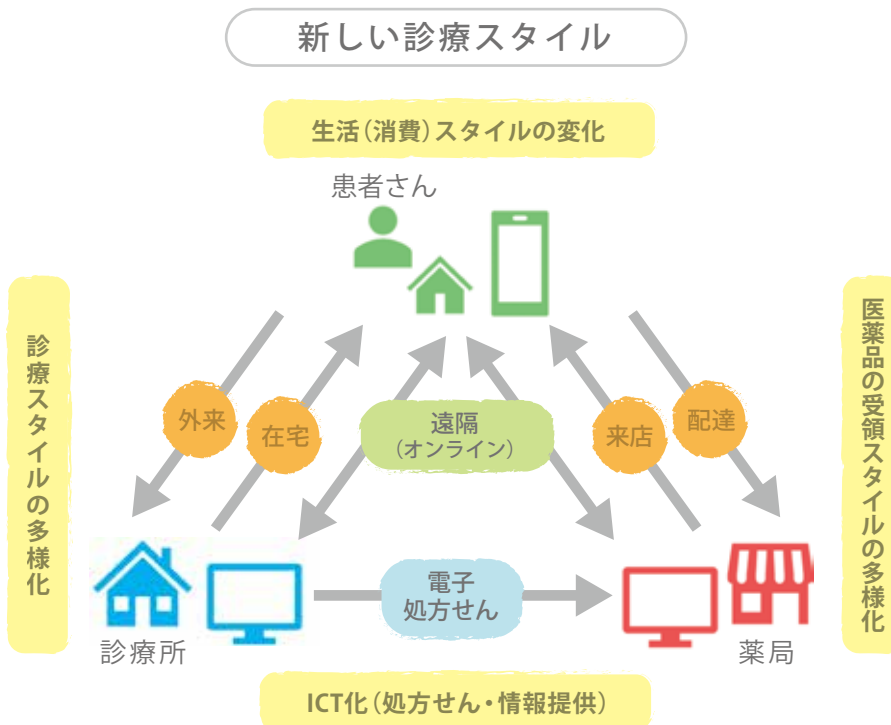 新しい診療スタイル
生活（消費）スタイルの変化
患者さん
診療スタイルの多様化
医薬品の受領スタイルの多様化
外来
在宅
遠隔
（オンライン）
来店
配達
電子
処方せん
診療所
薬局
ICT化（処方せん・情報提供）